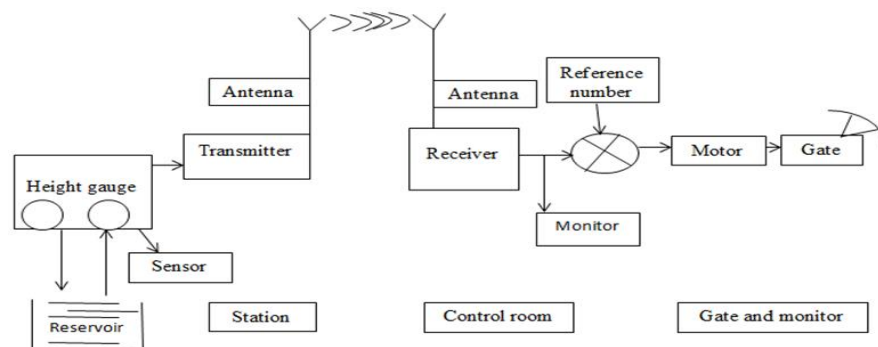 Antenna
Antenna
Reference
number
Transmitter
Receiver
Motor
Gate
Height gauge
Monitor
Sensor
Reservoir
Station
Control room
Gate and monitor